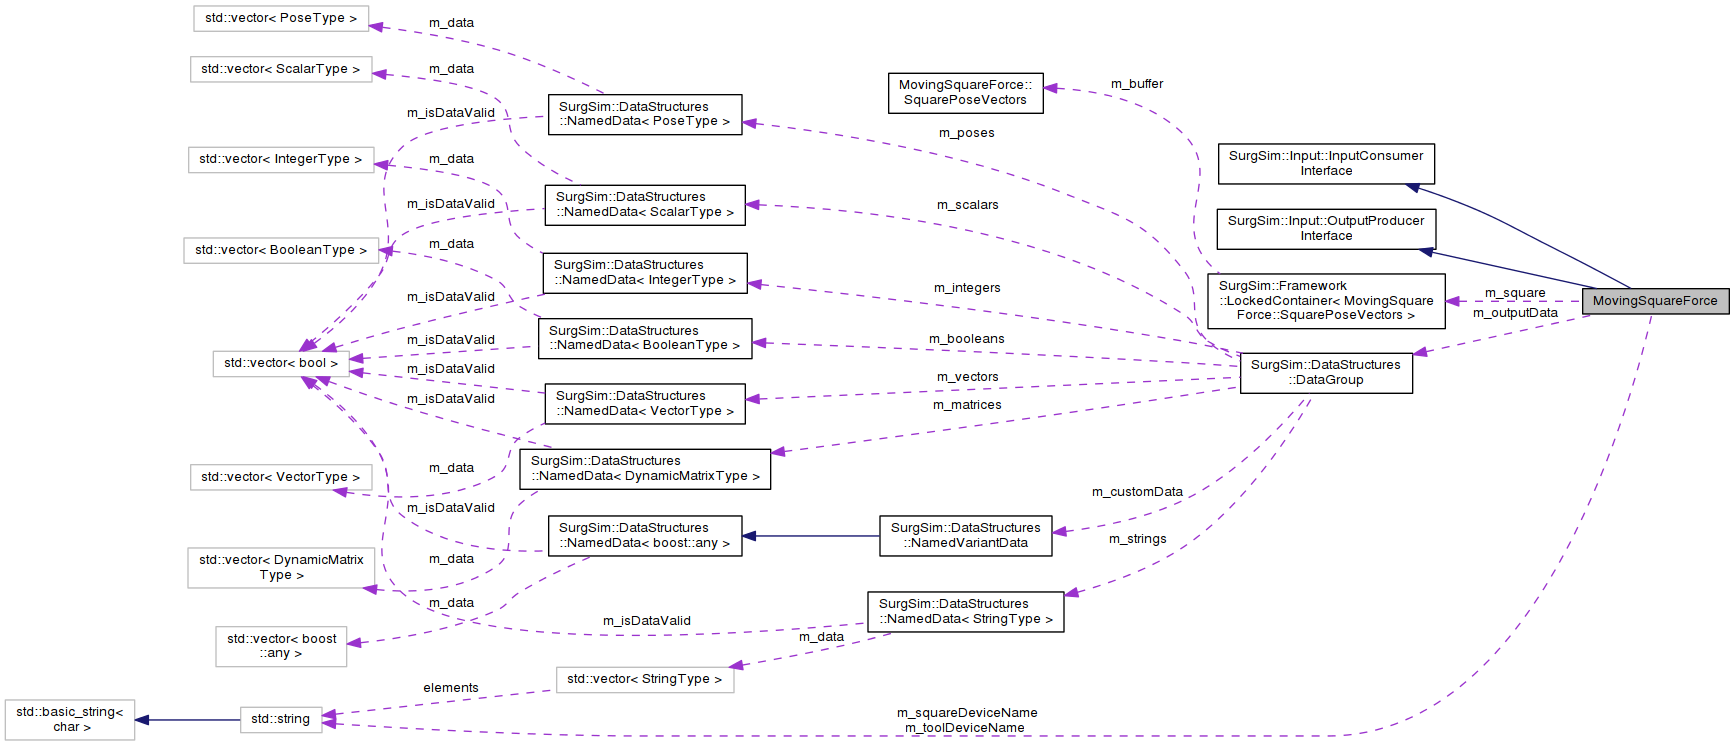 std::vector< PoseType >
m_data
std::vector< ScalarType >
m_data
MovingSquareForce::
SquarePoseVectors
m_buffer
SurgSim::DataStructures
::NamedData< PoseType >
m_isDataValid
m_poses
std::vector< IntegerType >
m_data
SurgSim::Input::InputConsumer
Interface
SurgSim::DataStructures
::NamedData< ScalarType >
m_isDataValid
m_scalars
SurgSim::Input::OutputProducer
Interface
std::vector< BooleanType >
m_data
SurgSim::DataStructures
::NamedData< IntegerType >
m_isDataValid
m_integers
SurgSim::Framework
::LockedContainer< MovingSquare
Force::SquarePoseVectors >
m_square
MovingSquareForce
m_outputData
SurgSim::DataStructures
::NamedData< BooleanType >
m_isDataValid
m_booleans
std::vector< bool >
SurgSim::DataStructures
::DataGroup
m_isDataValid
m_vectors
SurgSim::DataStructures
::NamedData< VectorType >
m_isDataValid
m_matrices
SurgSim::DataStructures
::NamedData< DynamicMatrixType >
std::vector< VectorType >
m_data
m_customData
m_isDataValid
SurgSim::DataStructures
::NamedData< boost::any >
SurgSim::DataStructures
::NamedVariantData
m_strings
std::vector< DynamicMatrix
Type >
m_data
m_data
SurgSim::DataStructures
::NamedData< StringType >
m_isDataValid
std::vector< boost
::any >
m_data
std::vector< StringType >
elements
std::basic_string<
char >
std::string
m_squareDeviceName
m_toolDeviceName